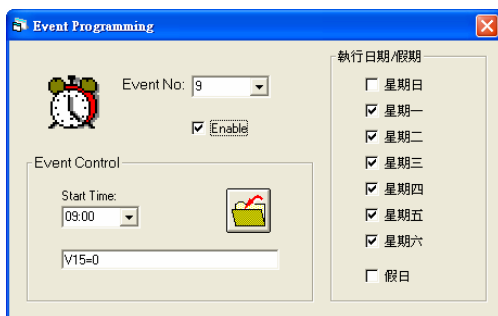 Event Programming
Event No:
9
Enable
Event Control
Start Time:
09:00
V15=0
執行日期/假期
星期日
星期一
星期二
星期三
星期四
星期五
星期六
假日